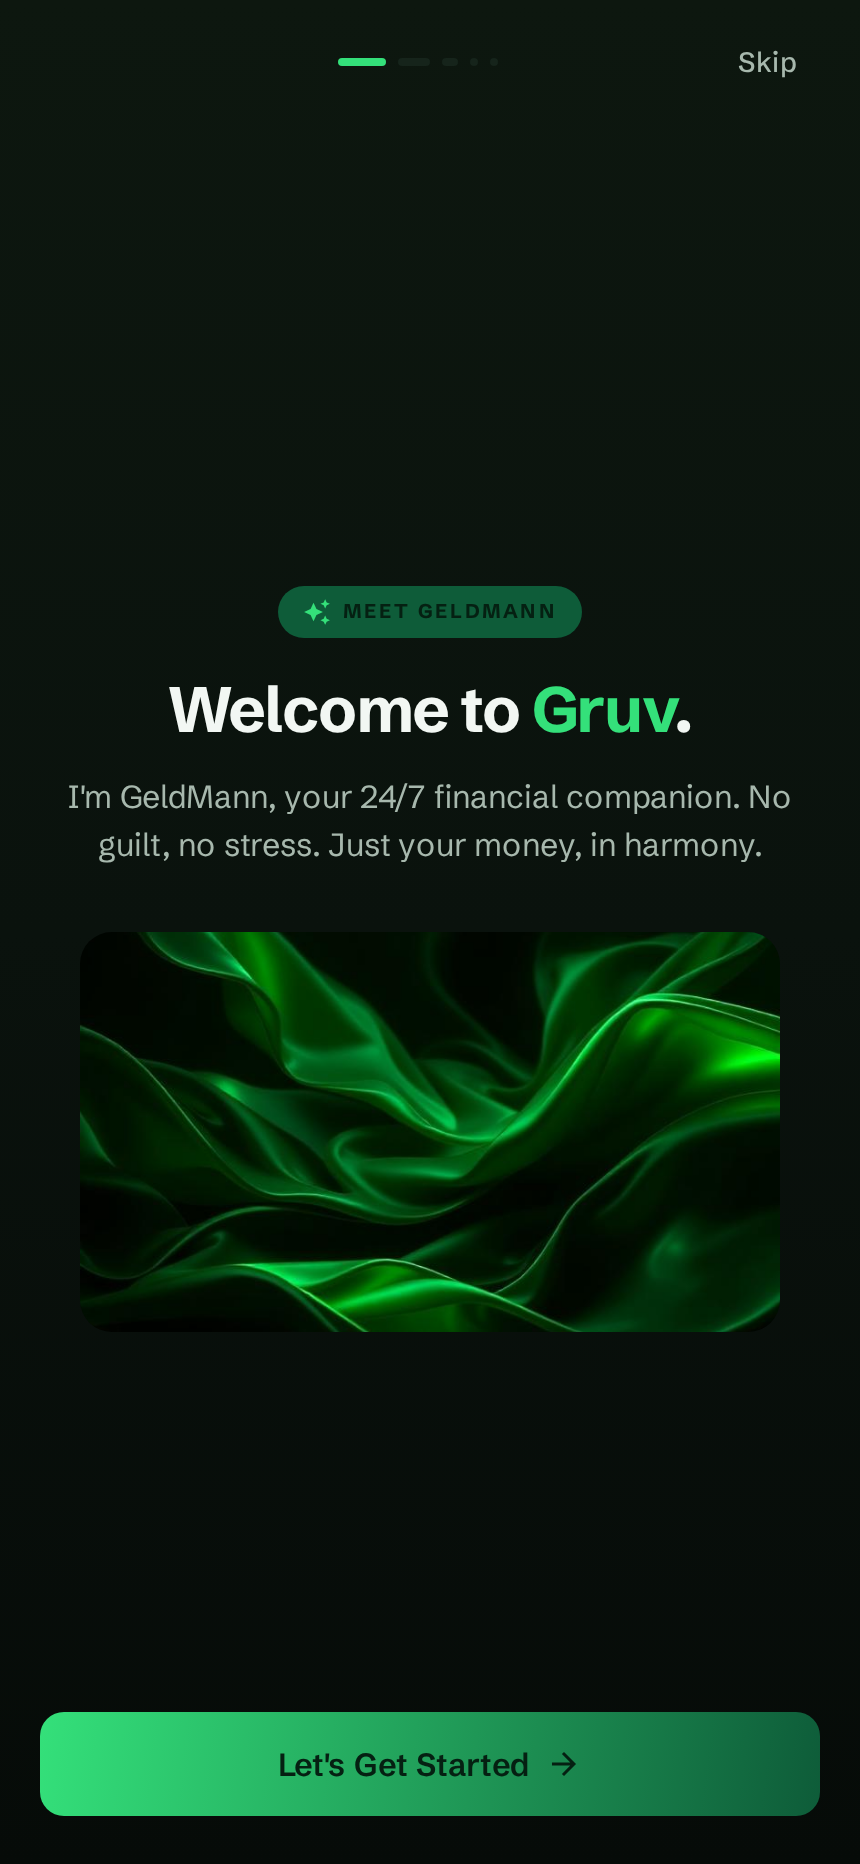 Skip
MEET GELDMANN
Welcome to Gruv.
I'm GeldMann, your 24/7 financial companion. No
guilt, no stress. Just your money, in harmony.
Let's Get Started